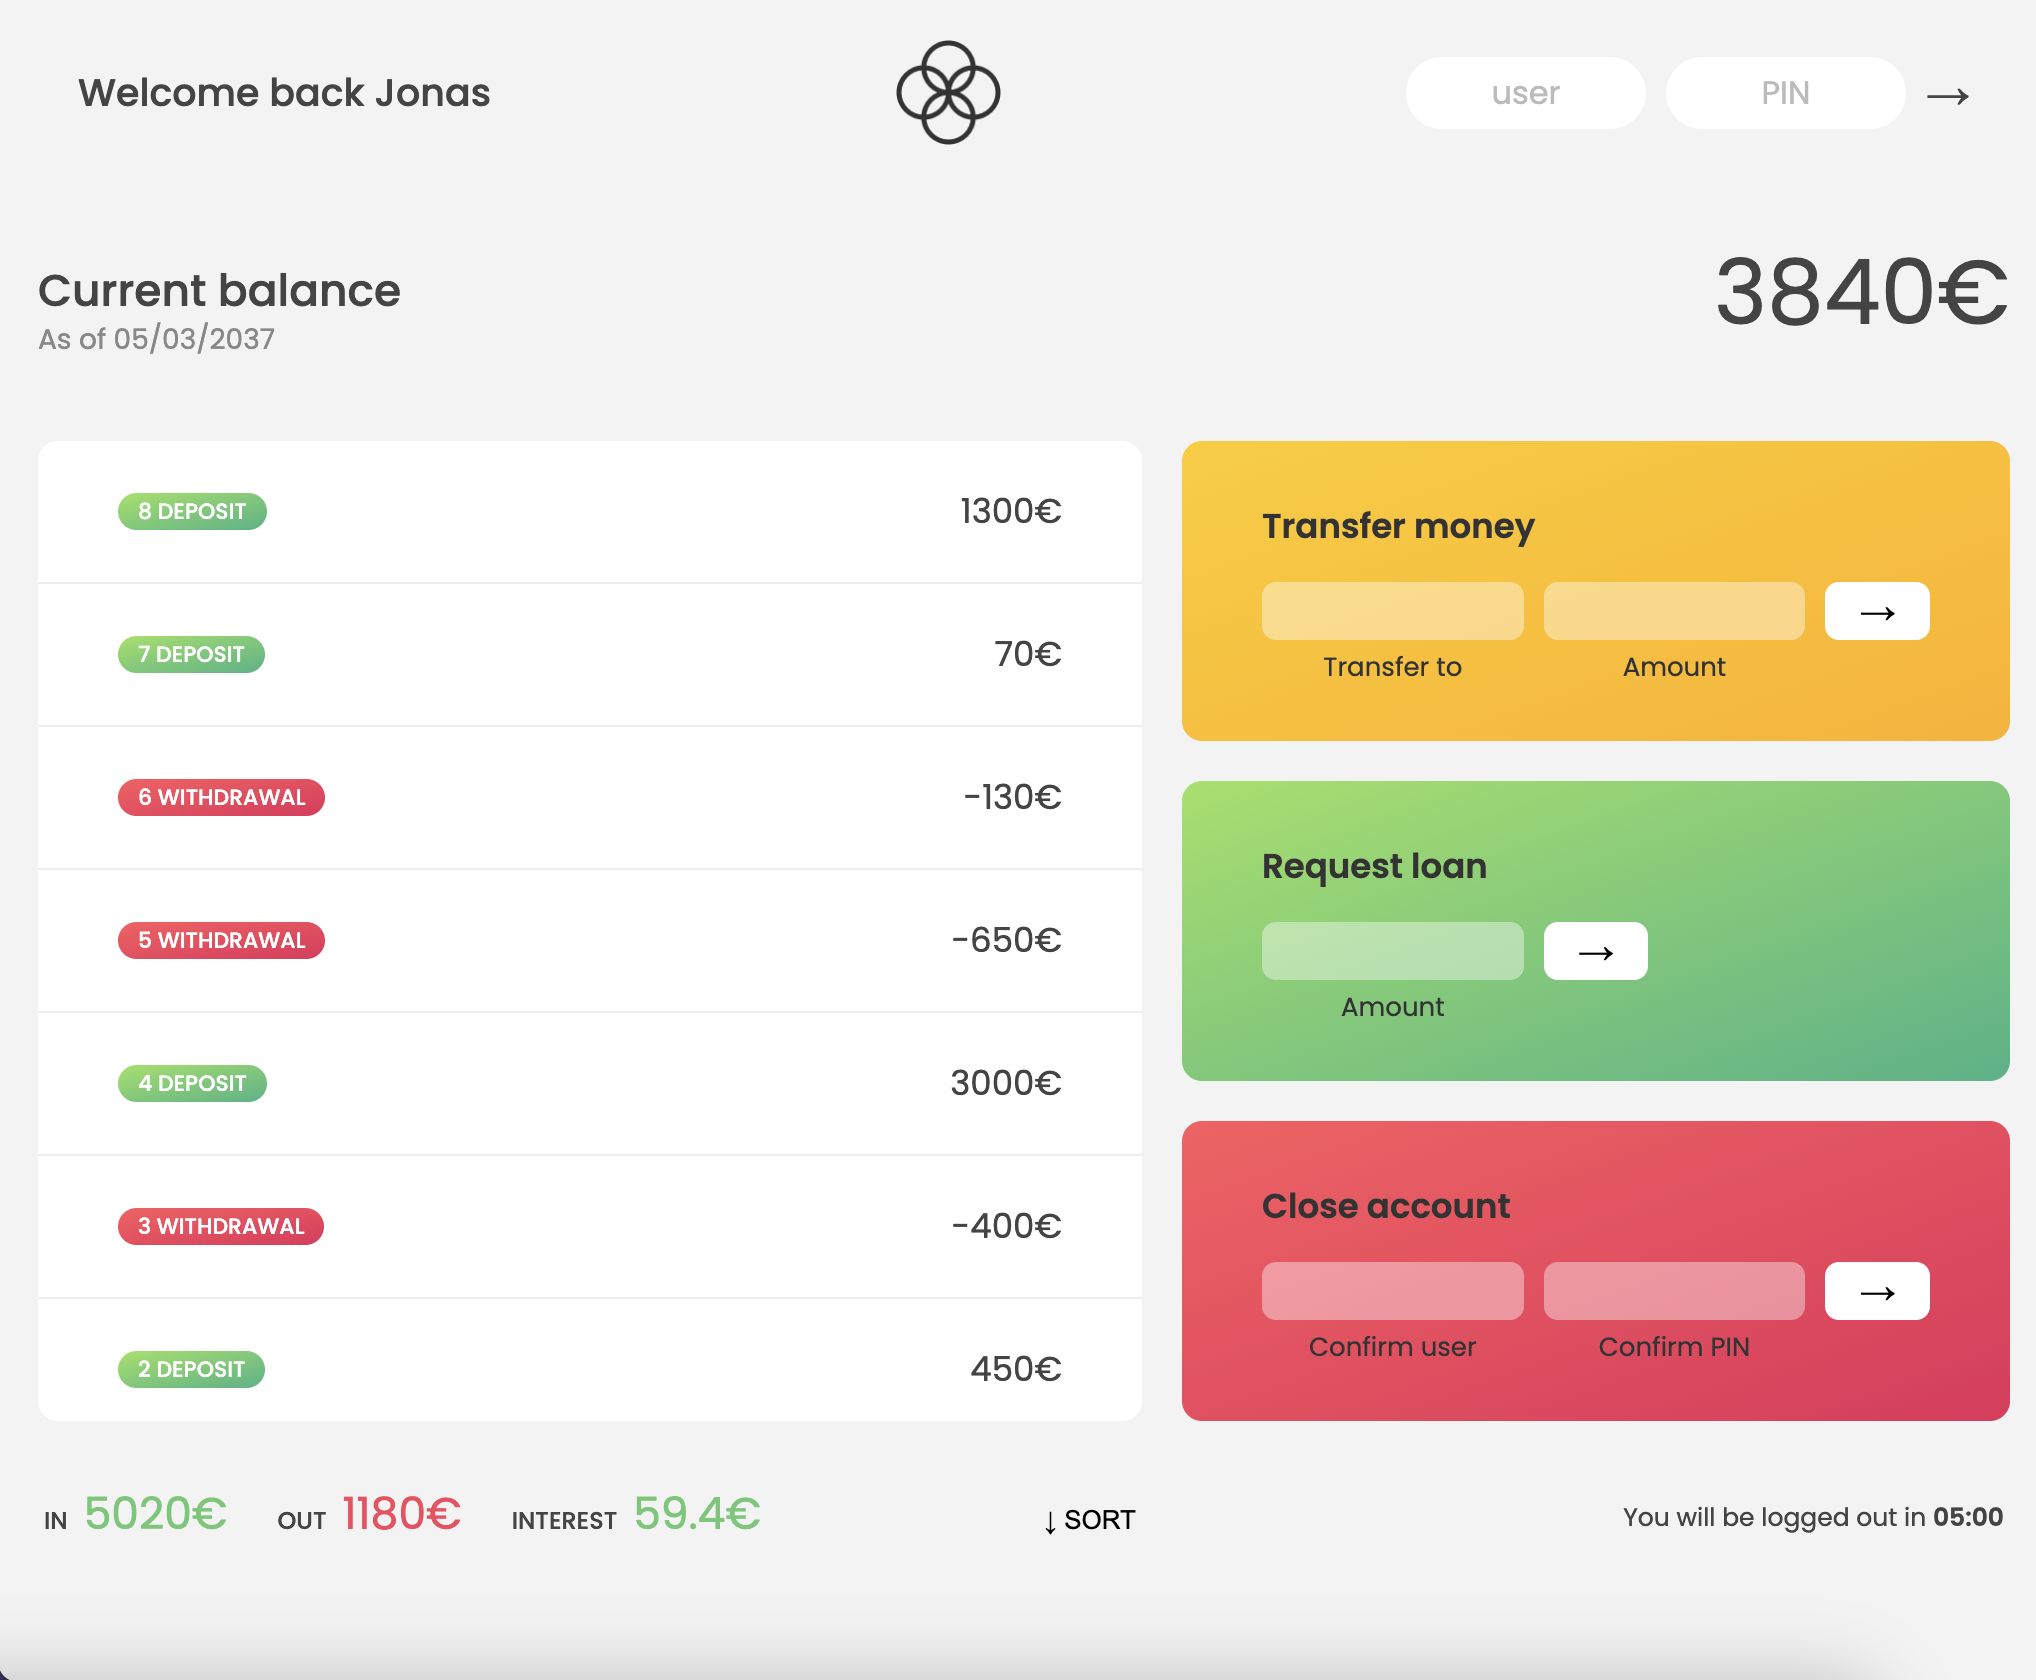 Welcome back Jonas
user
PIN
→
Current balance
As of 05/03/2037
3840€
8 DEPOSIT
1300€
7 DEPOSIT
70€
6 WITHDRAWAL
-130€
5 WITHDRAWAL
-650€
4 DEPOSIT
3000€
3 WITHDRAWAL
-400€
2 DEPOSIT
450€
Transfer money
→
Transfer to
Amount
Request loan
→
Amount
Close account
→
Confirm user
Confirm PIN
IN 5020€ OUT 1180€ INTEREST 59.4€
↓ SORT
You will be logged out in 05:00